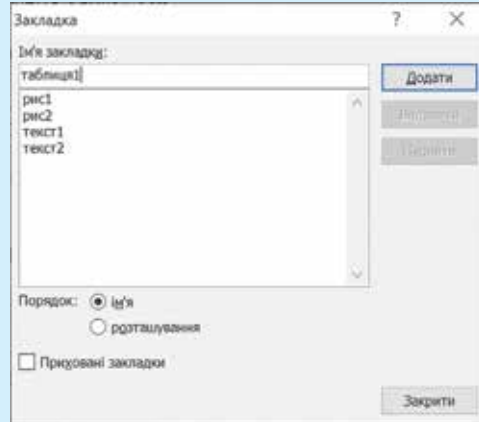 Закладка ? ×
Ім'я закладки:
таблиця1
Додати
рис1
рис2
текст1
текст2
Порядок:
ім'я
розташування
Приховані закладки
Закрити